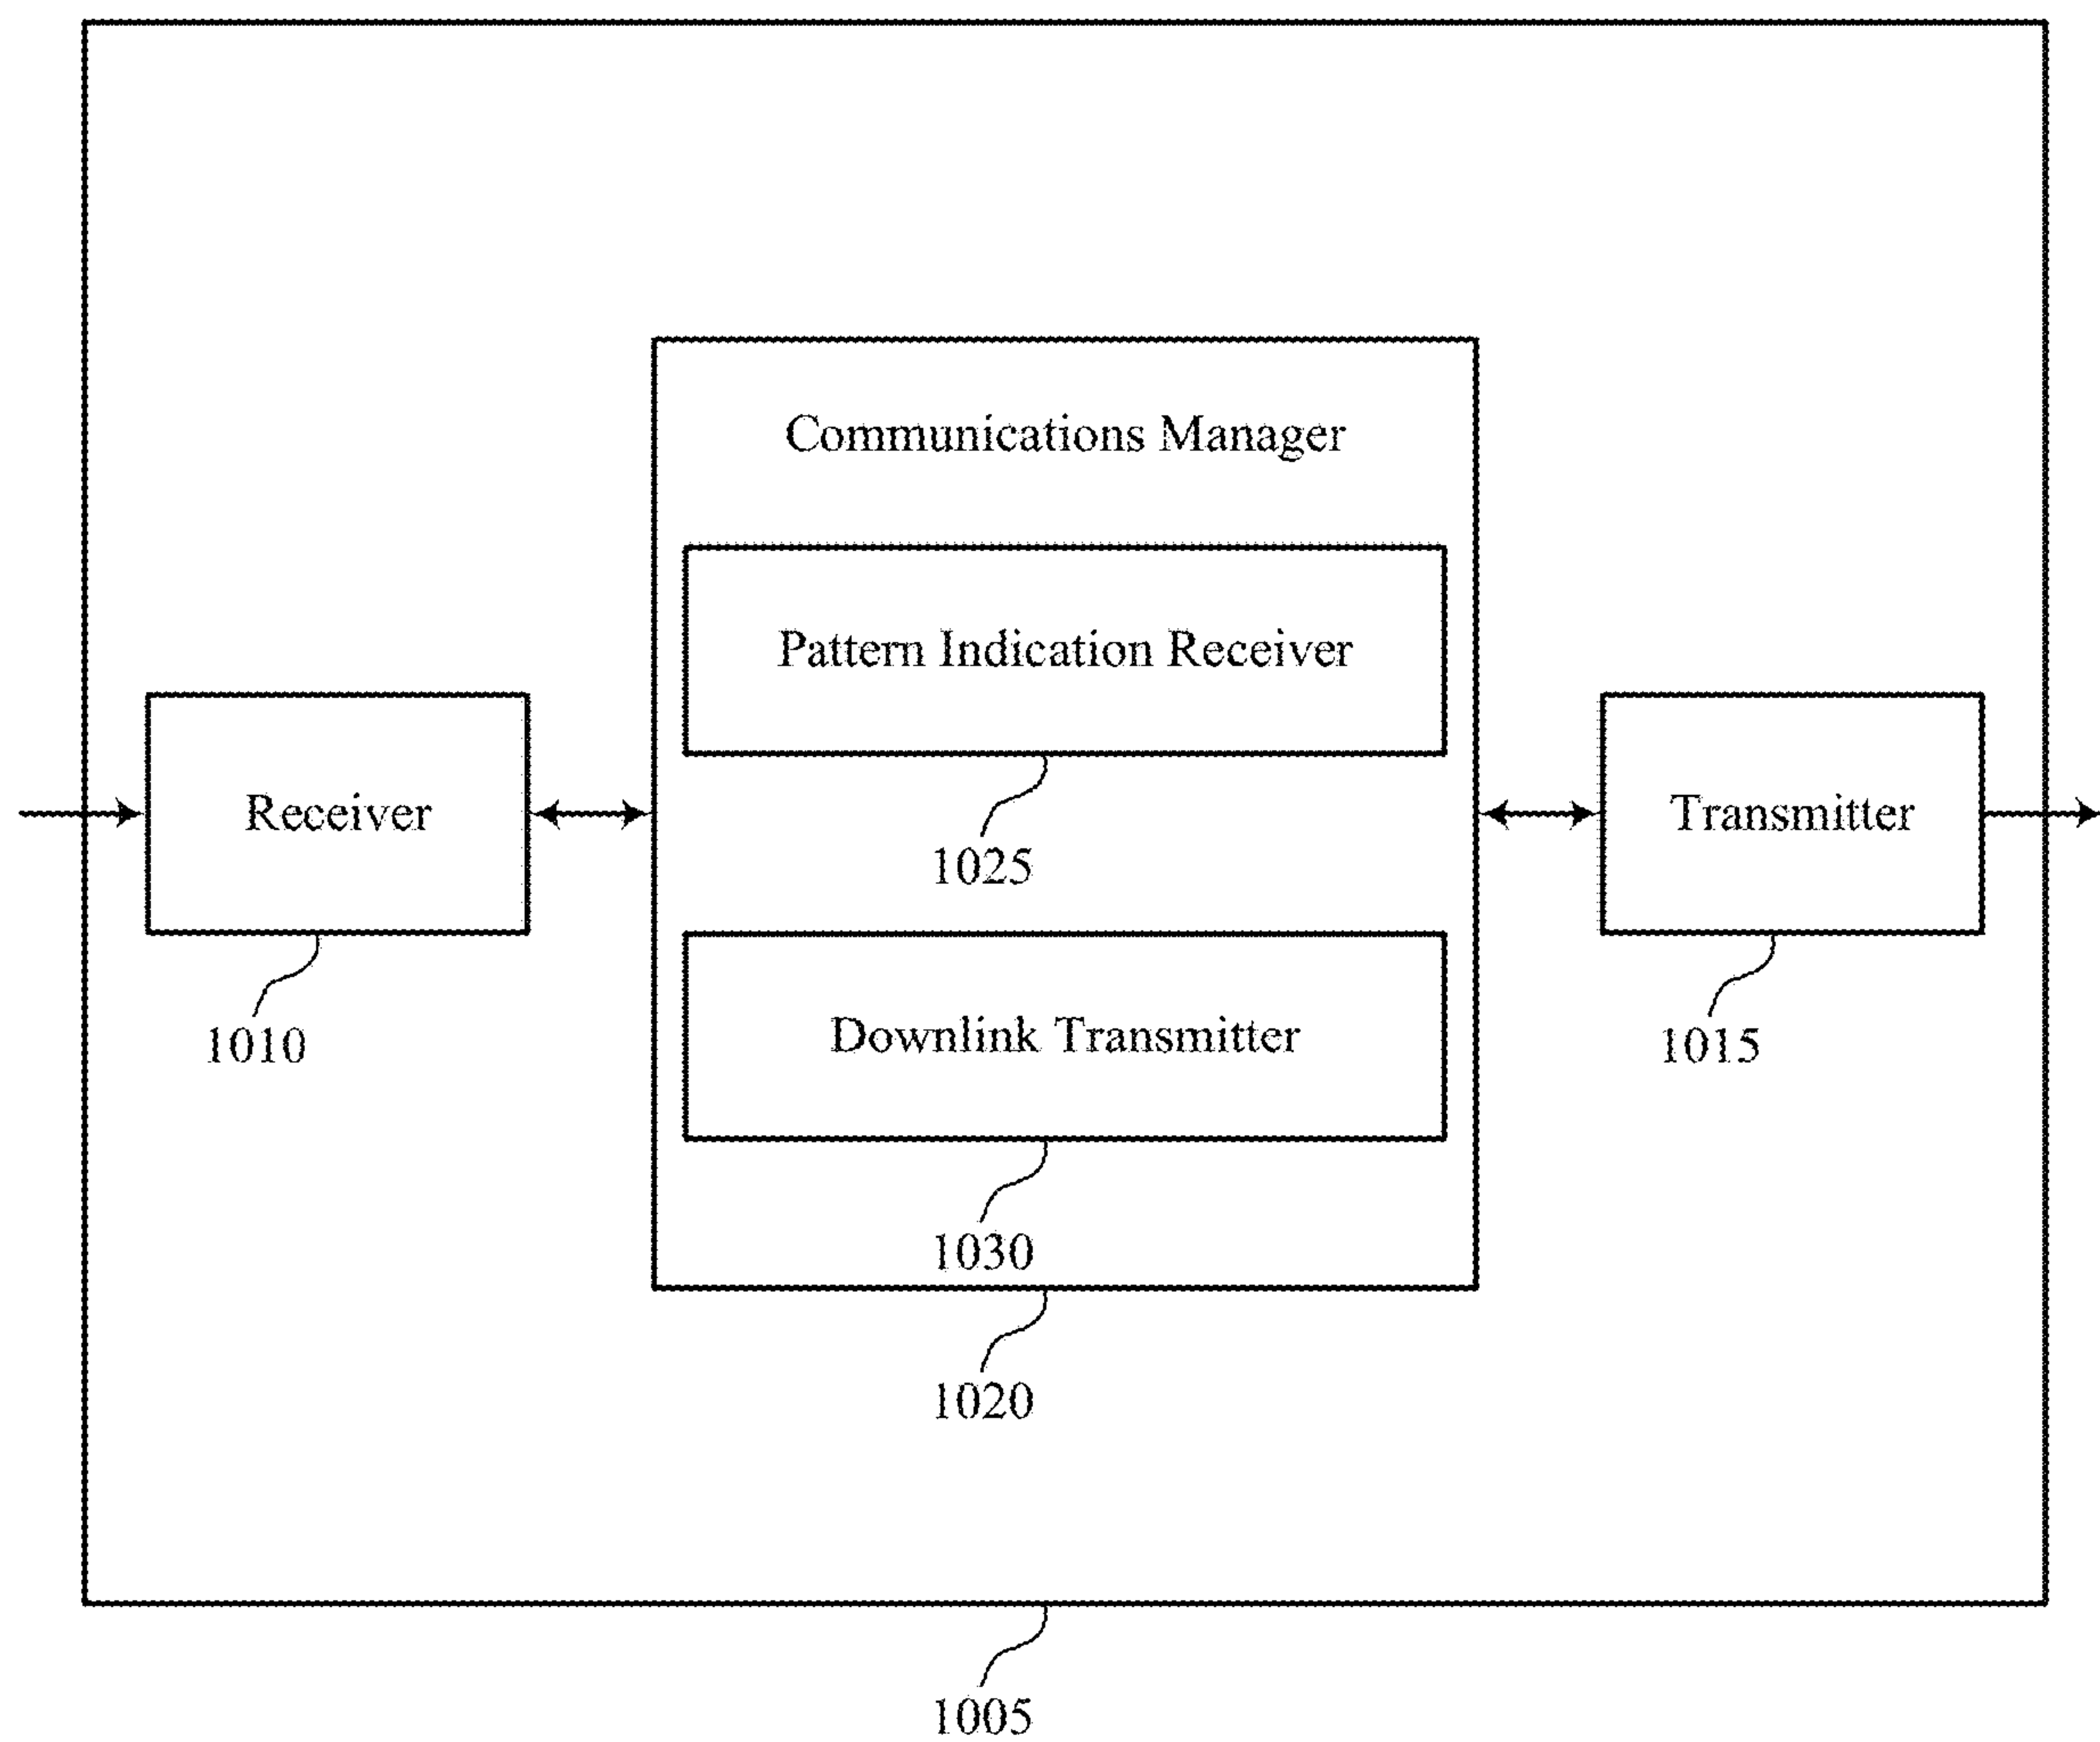 Communications Manager
Pattern Indication Receiver
1025
Receiver
1010
Transmitter
1015
Downlink Transmitter
1030
1020
1005